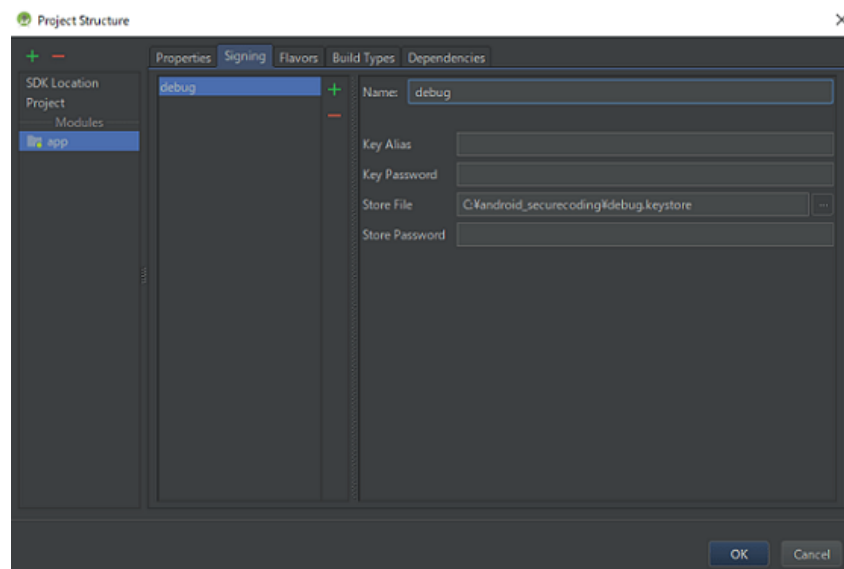 Project Structure
Properties Signing Flavors Build Types Dependencies
SDK Location
Project
Modules
app
debug
Name: debug
Key Alias
Key Password
Store File C:¥android_securecoding¥debug.keystore ...
Store Password
OK Cancel